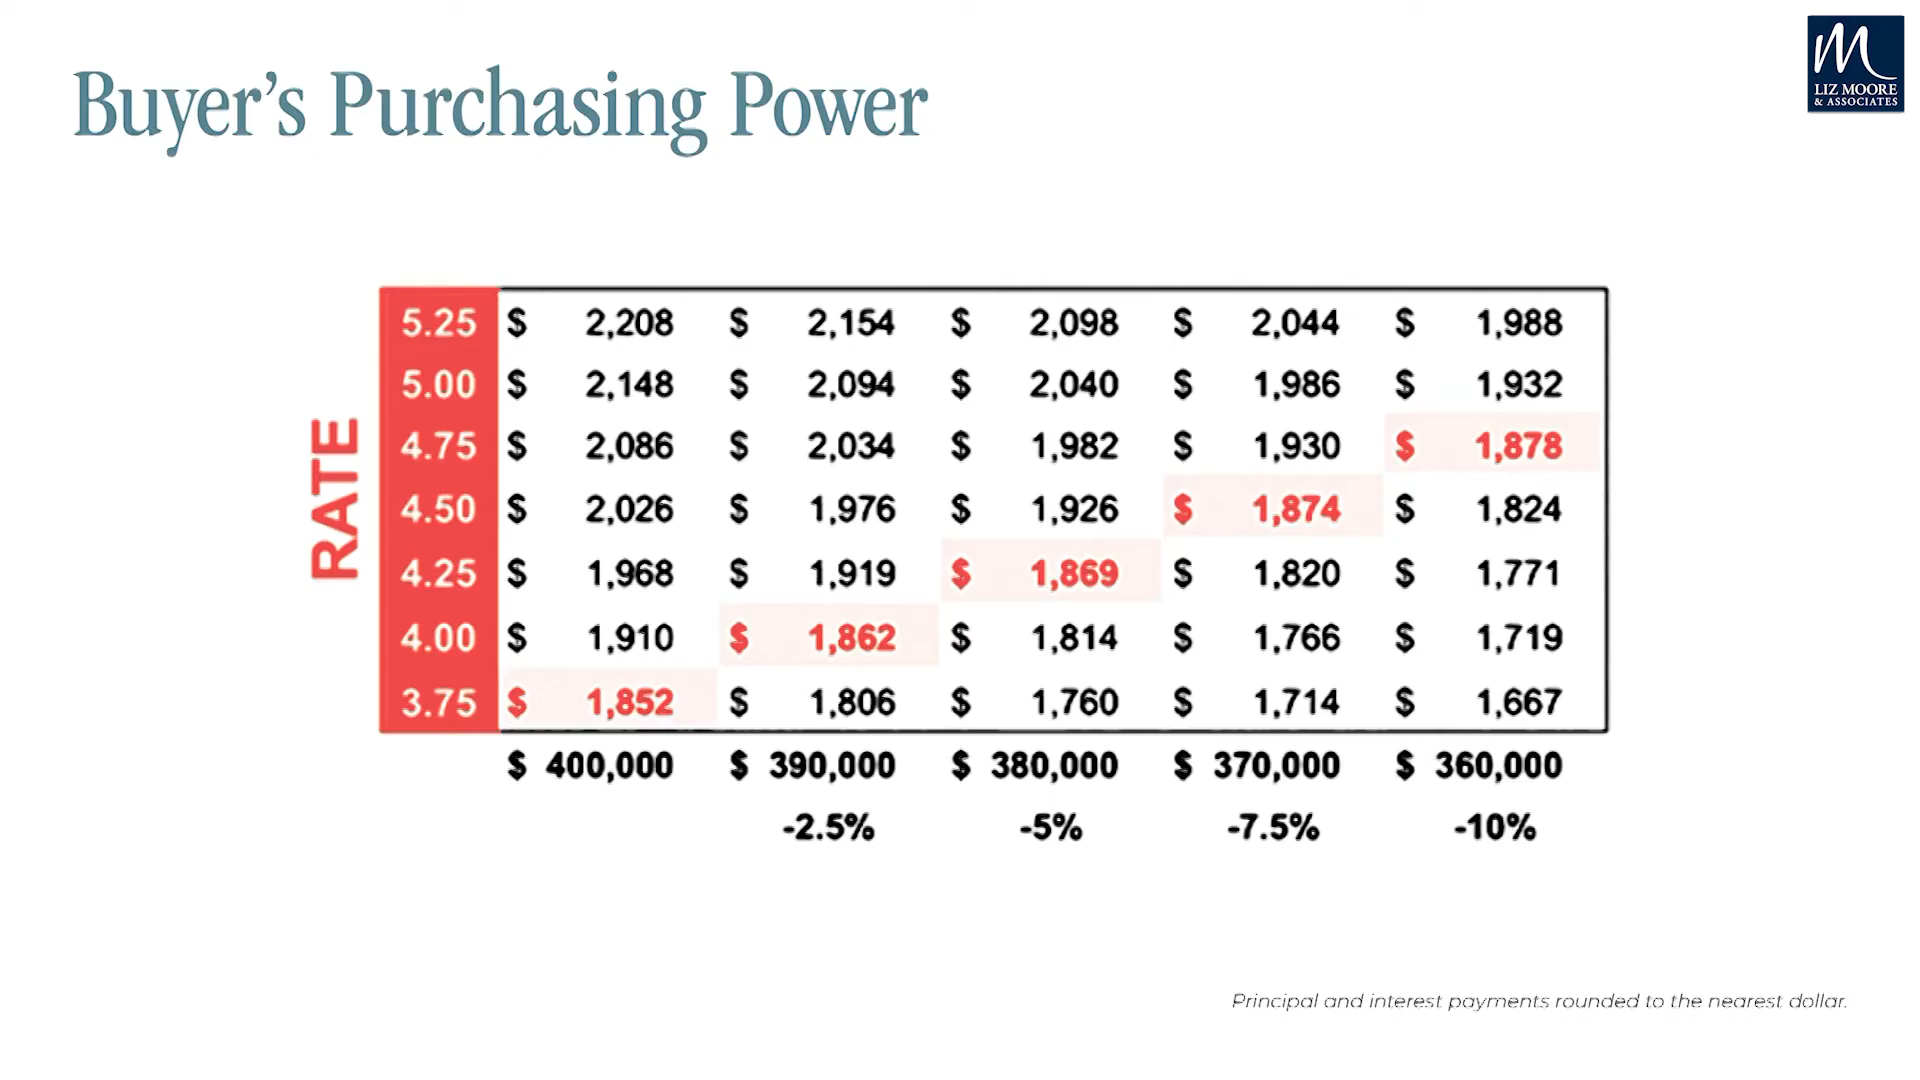 Buyer's Purchasing Power
M
LIZ MOORE
& ASSOCIATES
RATE
5.25 $ 2,208 $ 2,154 $ 2,098 $ 2,044 $ 1,988
5.00 $ 2,148 $ 2,094 $ 2,040 $ 1,986 $ 1,932
4.75 $ 2,086 $ 2,034 $ 1,982 $ 1,930 $ 1,878
4.50 $ 2,026 $ 1,976 $ 1,926 $ 1,874 $ 1,824
4.25 $ 1,968 $ 1,919 $ 1,869 $ 1,820 $ 1,771
4.00 $ 1,910 $ 1,862 $ 1,814 $ 1,766 $ 1,719
3.75 $ 1,852 $ 1,806 $ 1,760 $ 1,714 $ 1,667
$ 400,000 $ 390,000 $ 380,000 $ 370,000 $ 360,000
-2.5% -5% -7.5% -10%
Principal and interest payments rounded to the nearest dollar.